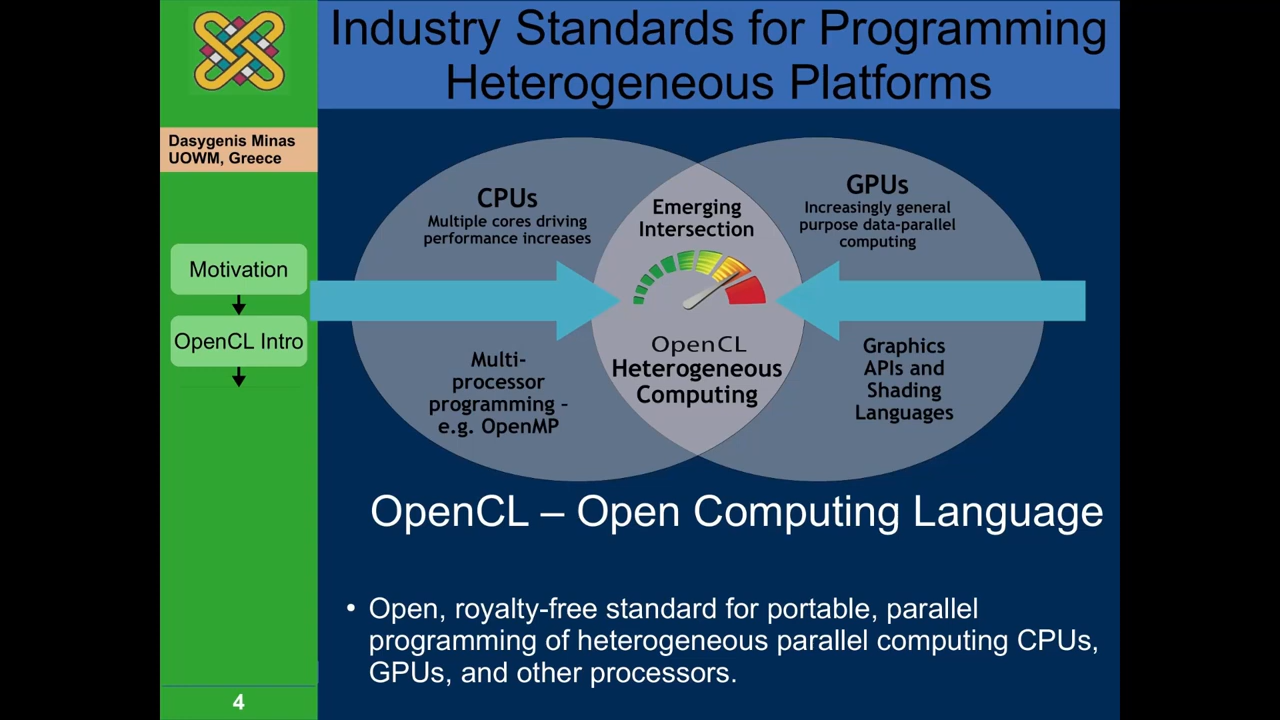 Industry Standards for Programming
Heterogeneous Platforms
Dasygenis Minas
UOWM, Greece
Motivation
OpenCL Intro
CPUs
Multiple cores driving
performance increases
Emerging
Intersection
GPUs
Increasingly general
purpose data-parallel
computing
Multi-
processor
programming –
e.g. OpenMP
OpenCL
Heterogeneous
Computing
Graphics
APIs and
Shading
Languages
OpenCL – Open Computing Language
• Open, royalty-free standard for portable, parallel
programming of heterogeneous parallel computing CPUs,
GPUs, and other processors.
4